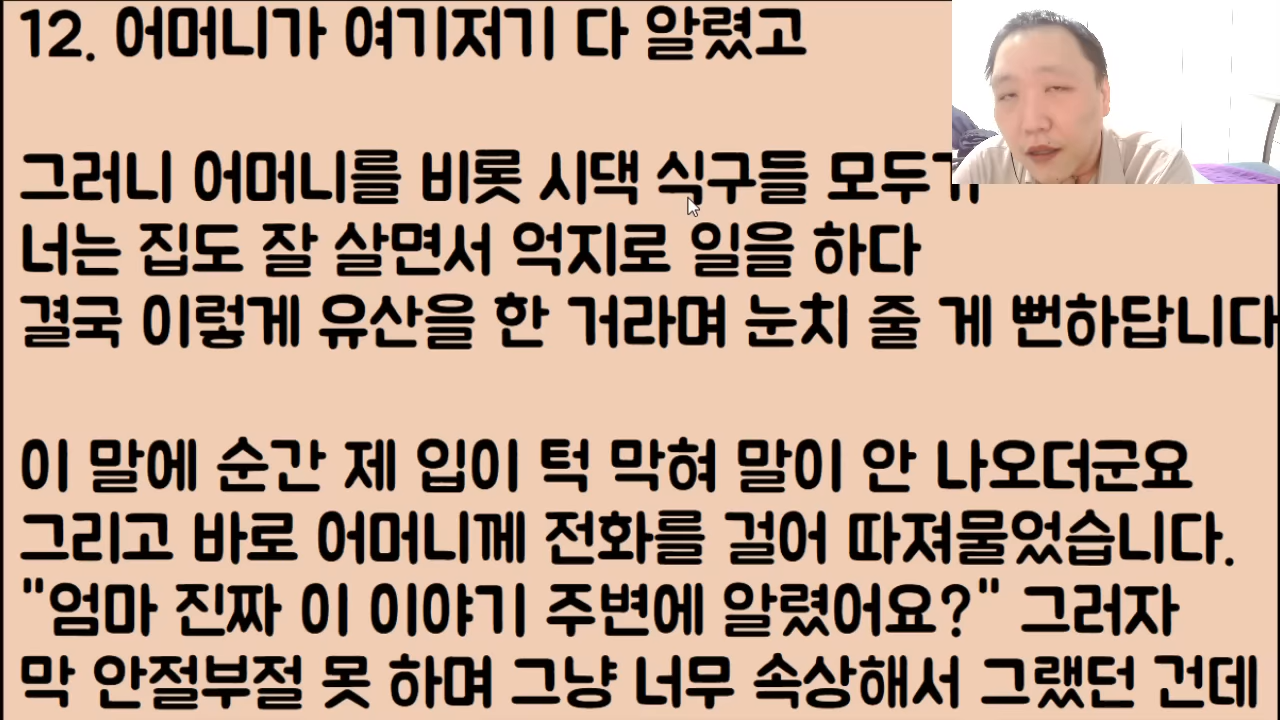 12. 어머니가 여기저기 다 알렸고
그러니 어머니를 비롯 시댁 식구들
너는 집도 잘 살면서 억지로 일을 하다
결국 이렇게 유산을 한 거라며 눈치 줄 게 뻔하답니다
이 말에 순간 제 입이 턱 막혀 말이 안 나오더군요
그리고 바로 어머니께 전화를 걸어 따져물었습니다.
"엄마 진짜 이 이야기 주변에 알렸어요?" 그러자
막 안절부절 못 하며 그냥 너무 속상해서 그랬던 건데